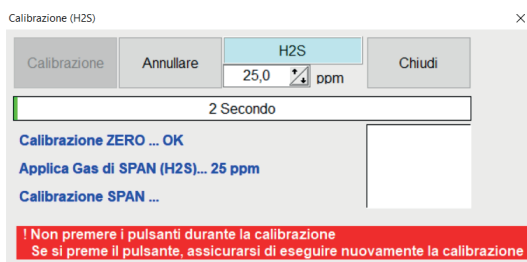 Calibrazione (H2S)
Calibrazione
Annullare
H2S
25,0 ppm
Chiudi
2 Secondo
Calibrazione ZERO ... OK
Applica Gas di SPAN (H2S)... 25 ppm
Calibrazione SPAN ...
! Non premere i pulsanti durante la calibrazione
Se si preme il pulsante, assicurarsi di eseguire nuovamente la calibrazione